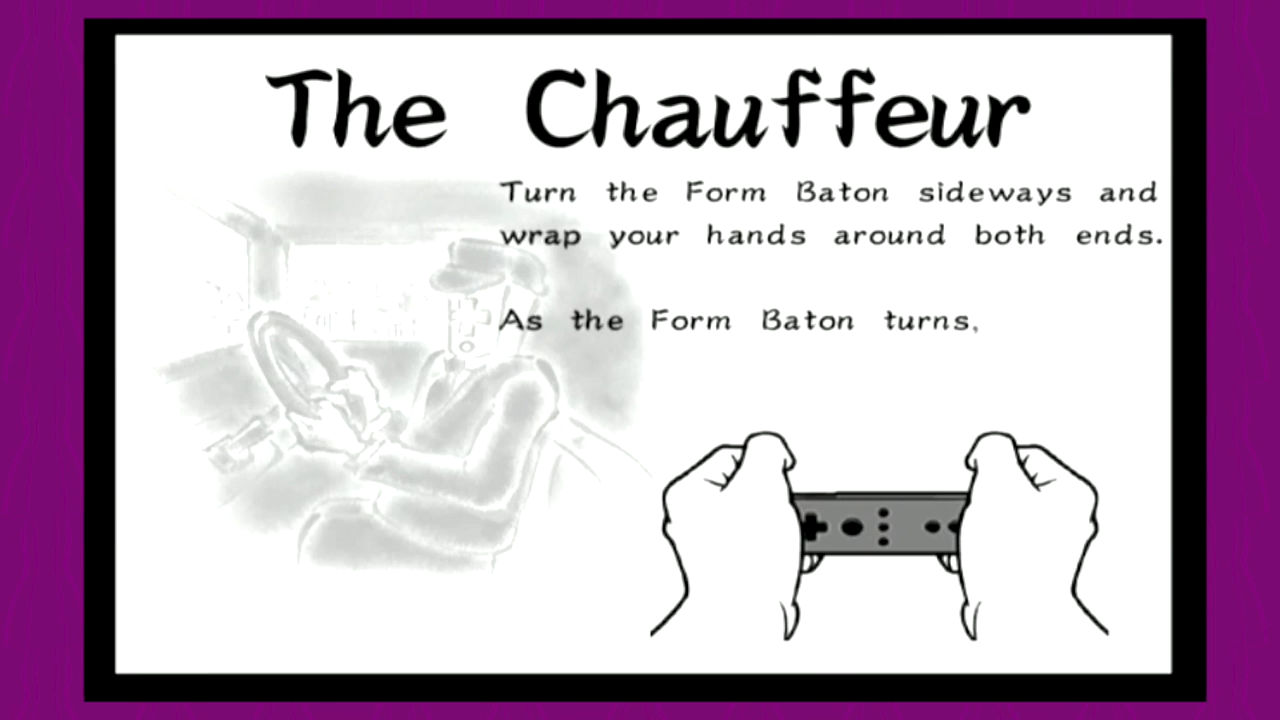 The Chauffeur
Turn the Form Baton sideways and
wrap your hands around both ends.
As the Form Baton turns,